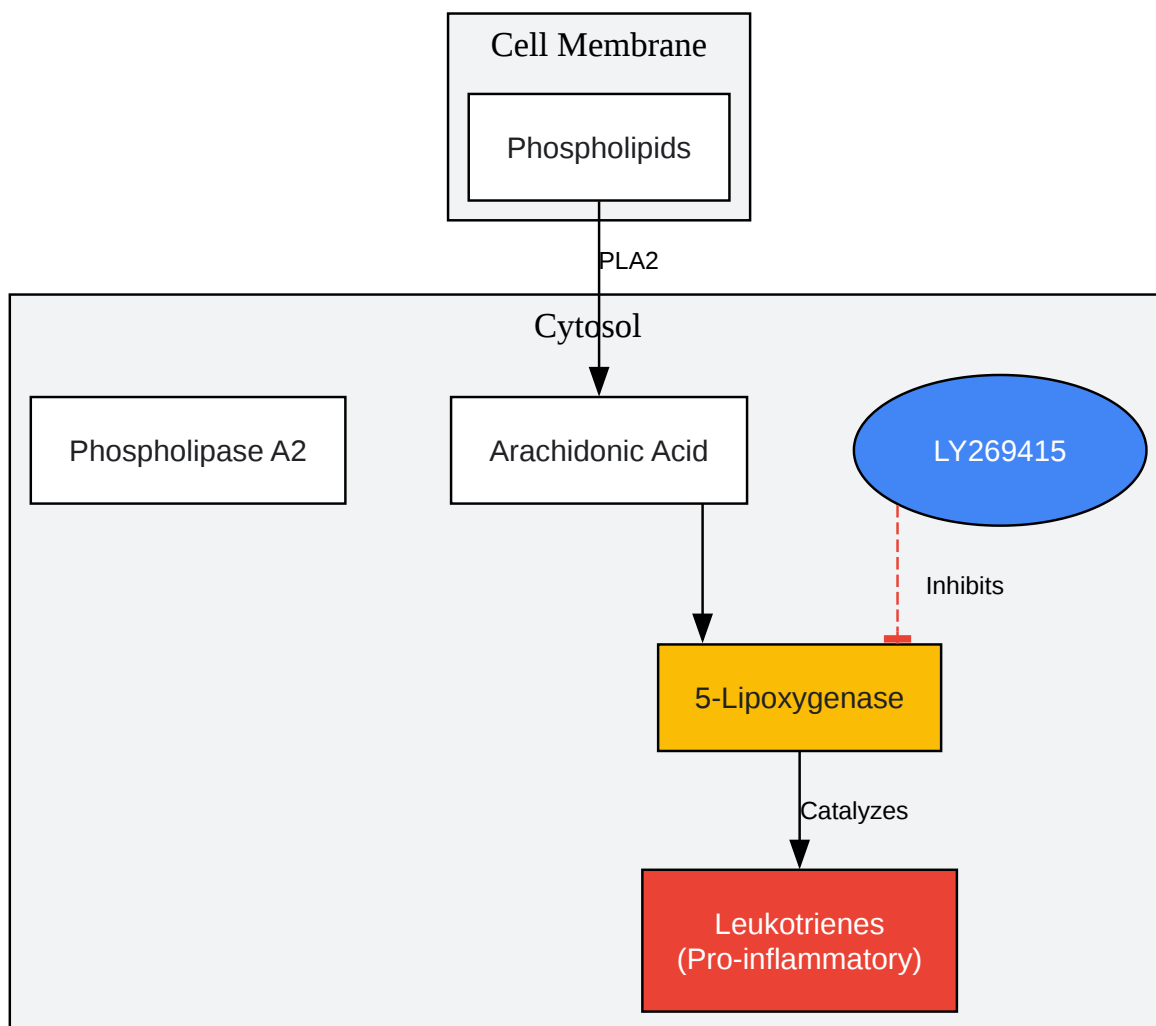 Cell Membrane
Phospholipids
PLA2
Cytosol
Phospholipase A2
Arachidonic Acid
LY269415
Inhibits
5-Lipoxygenase
Catalyzes
Leukotrienes
(Pro-inflammatory)